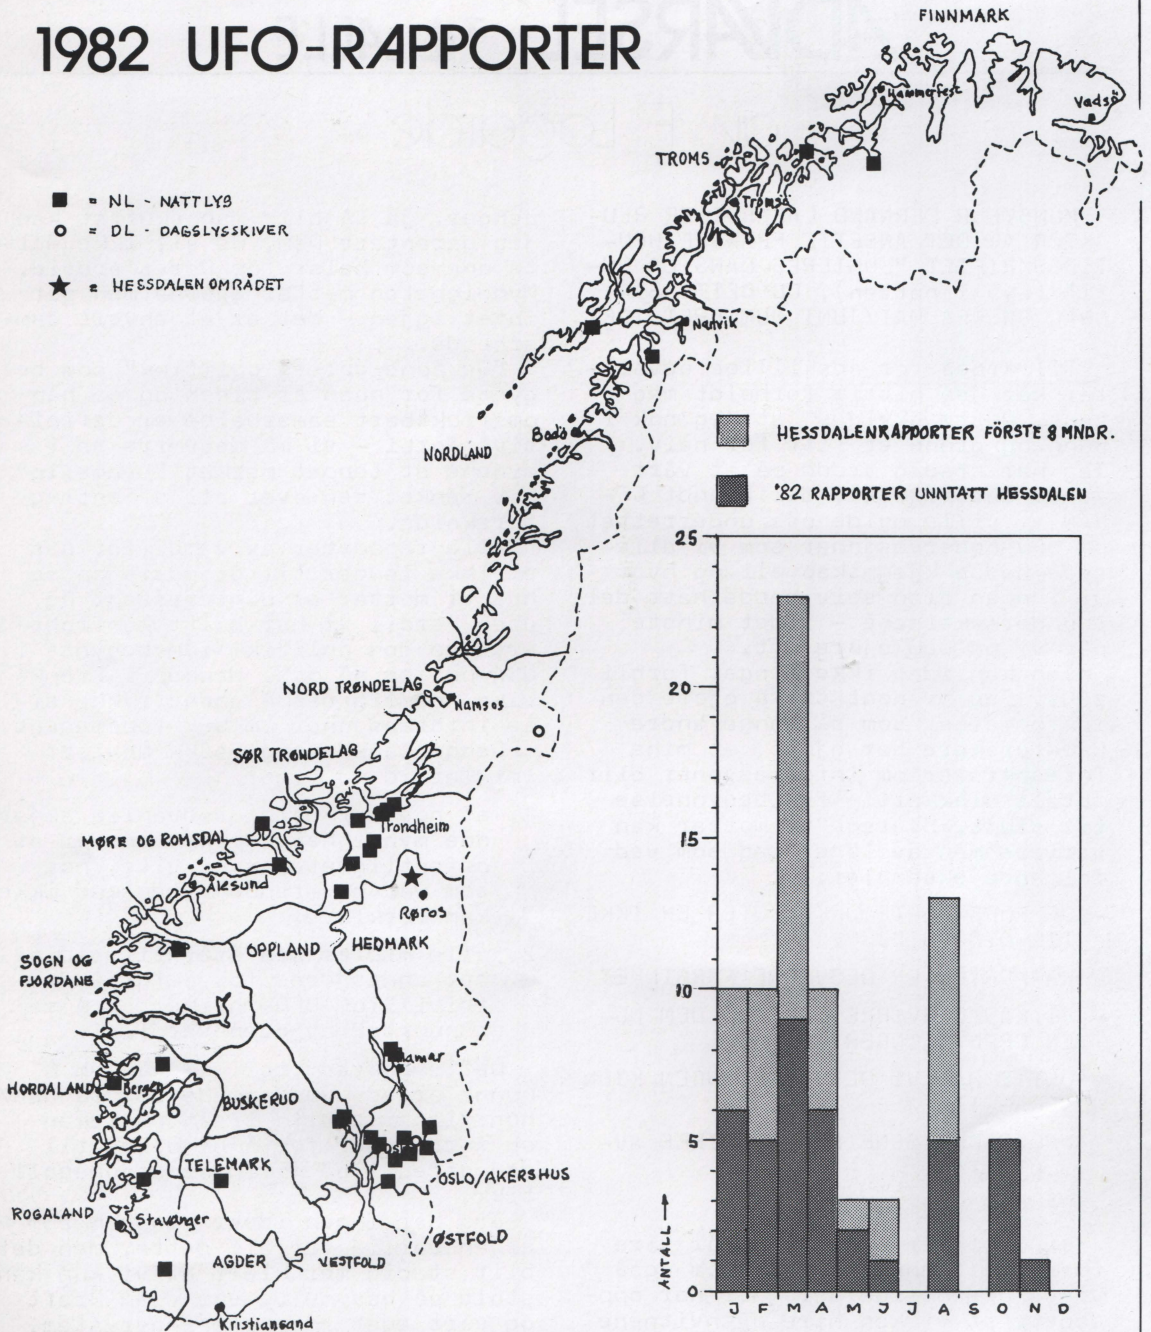 1982 UFO-RAPPORTER
FINNMARK
Hammerfest
Vadsø
TROMS
Tromsø
■ = NL - NATTLYS
o = DL - DAGSLYSSKIVER
★ = HESSDALEN OMRÅDET
Narvik
Bodø
NORDLAND
HESSDALENRAPPORTER FÖRSTE 8 MNDR.
'82 RAPPORTER UNNTATT HESSDALEN
NORD TRØNDELAG
Namsos
SØR TRØNDELAG
Trondheim
MØRE OG ROMSDAL
Ålesund
Røros
OPPLAND
HEDMARK
SOGN OG
FJORDANE
Hamar
HORDALAND
Bergen
BUSKERUD
TELEMARK
OSLO/AKERSHUS
ROGALAND
Stavanger
ØSTFOLD
AGDER
VESTFOLD
Kristiansand
25
20
15
10
5
0
ANTALL
J F M A M J J A S O N D